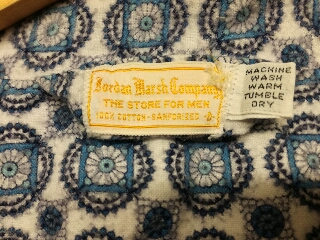 Jordan Marsh Company
THE STORE FOR MEN
100% COTTON - SANFORIZED - B -
MACHINE
WASH
WARM
TUMBLE
DRY